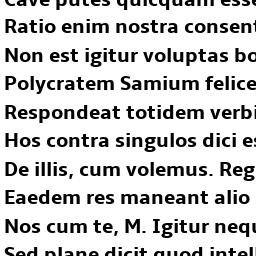 Cave putes quicquam esse
Ratio enim nostra consent
Non est igitur voluptas bo
Polycratem Samium felice
Respondeat totidem verbi
Hos contra singulos dici es
De illis, cum volemus. Reg
Eaedem res maneant alio
Nos cum te, M. Igitur nequ
Sed plane dicit quod intell